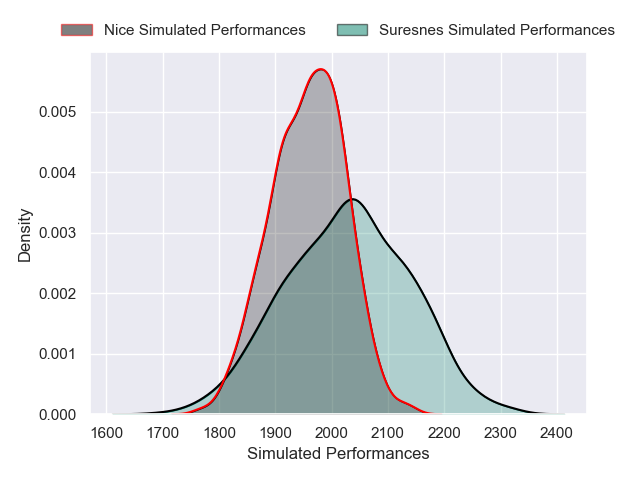 Nice Simulated Performances Suresnes Simulated Performances
0.005
0.004
0.003
0.002
0.001
0.000
Density
1600 1700 1800 1900 2000 2100 2200 2300 2400
Simulated Performances